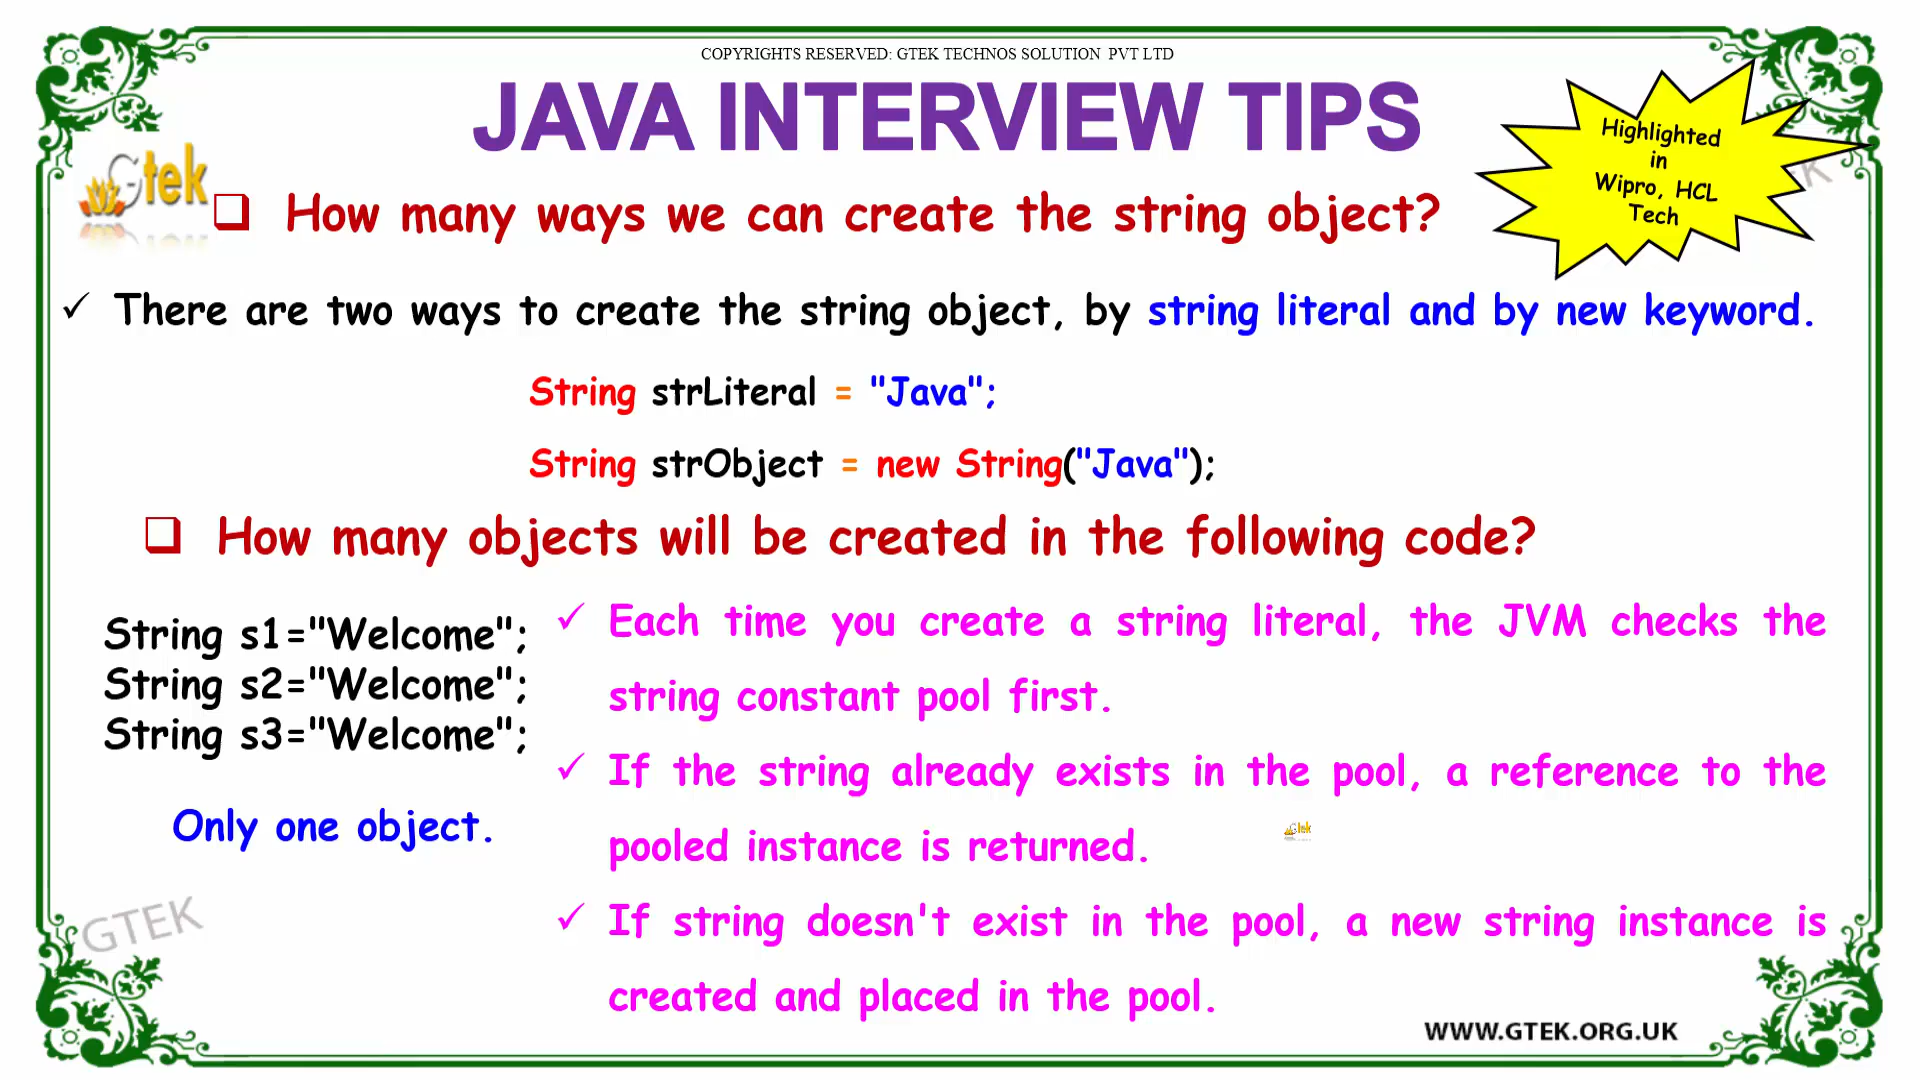 COPYRIGHTS RESERVED: GTEK TECHNOS SOLUTION PVT LTD
JAVA INTERVIEW TIPS
Highlighted
in
Wipro, HCL
Tech
Gtek
How many ways we can create the string object?
There are two ways to create the string object, by string literal and by new keyword.
String strLiteral = "Java";
String strObject = new String("Java");
How many objects will be created in the following code?
String s1="Welcome";
String s2="Welcome";
String s3="Welcome";
Only one object.
Each time you create a string literal, the JVM checks the
string constant pool first.
If the string already exists in the pool, a reference to the
pooled instance is returned.
Gtek
If string doesn't exist in the pool, a new string instance is
created and placed in the pool.
GTEK
WWW.GTEK.ORG.UK